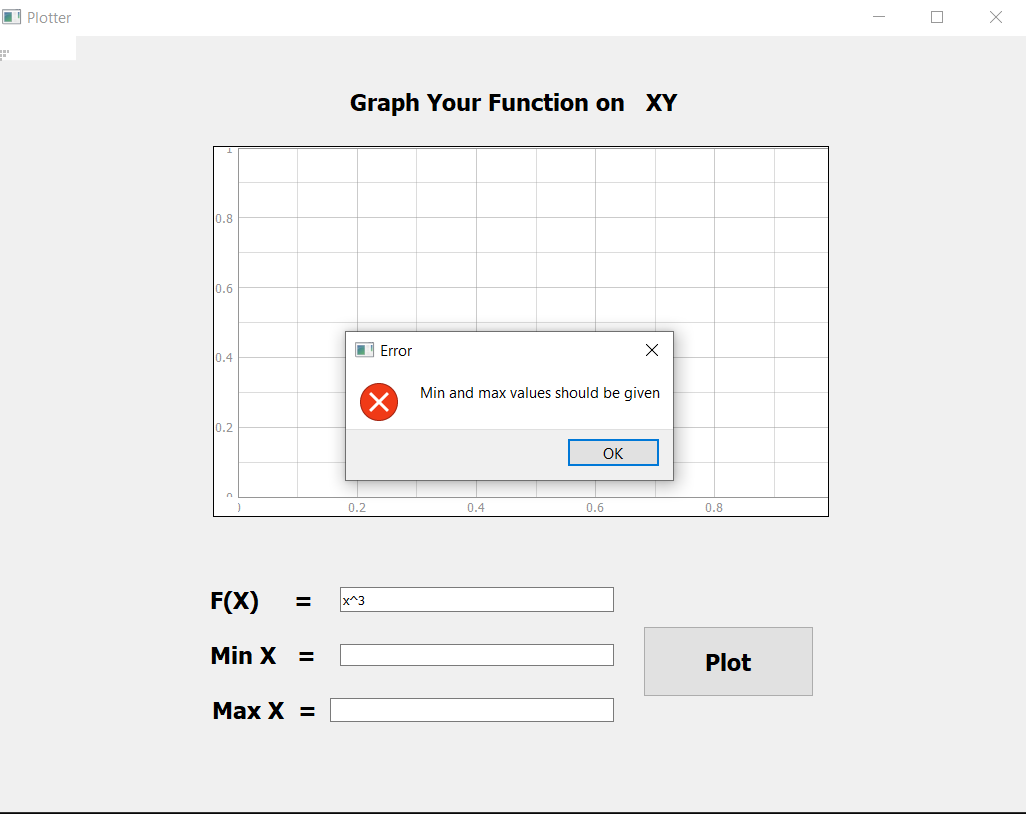 Plotter
Graph Your Function on XY
1
0.8
0.6
0.4
0.2
0
0 0.2 0.4 0.6 0.8
Error
Min and max values should be given
OK
F(X) = x^3
Min X =
Max X =
Plot